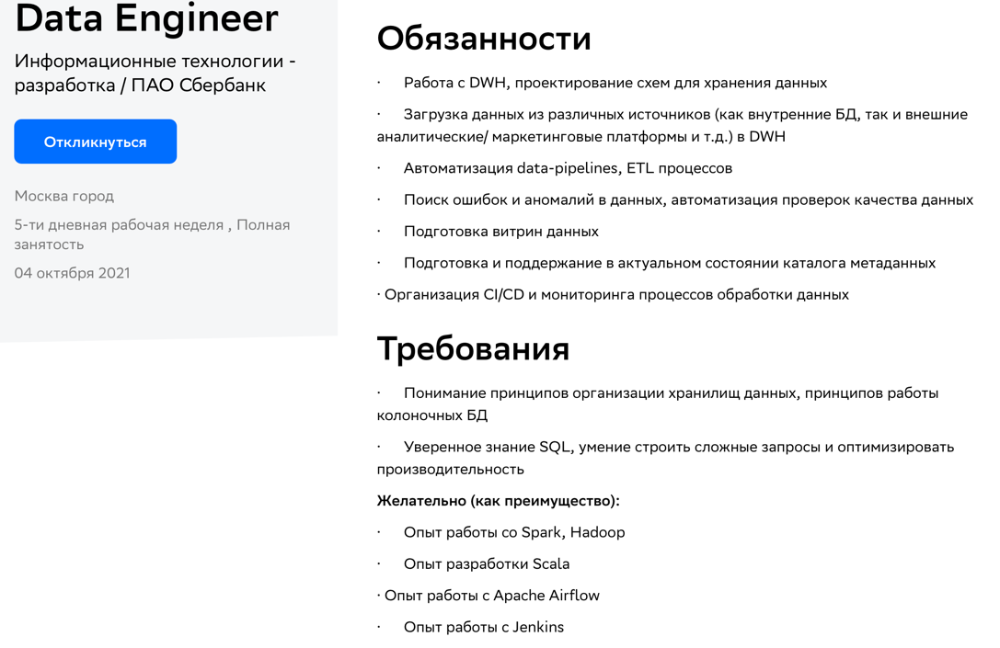 Data Engineer
Информационные технологии -
разработка / ПАО Сбербанк
Откликнуться
Москва город
5-ти дневная рабочая неделя , Полная
занятость
04 октября 2021
Обязанности
· Работа с DWH, проектирование схем для хранения данных
· Загрузка данных из различных источников (как внутренние БД, так и внешние
аналитические/ маркетинговые платформы и т.д.) в DWH
· Автоматизация data-pipelines, ETL процессов
· Поиск ошибок и аномалий в данных, автоматизация проверок качества данных
· Подготовка витрин данных
· Подготовка и поддержание в актуальном состоянии каталога метаданных
· Организация CI/CD и мониторинга процессов обработки данных
Требования
· Понимание принципов организации хранилищ данных, принципов работы
колоночных БД
· Уверенное знание SQL, умение строить сложные запросы и оптимизировать
производительность
Желательно (как преимущество):
· Опыт работы со Spark, Hadoop
· Опыт разработки Scala
· Опыт работы с Apache Airflow
· Опыт работы с Jenkins